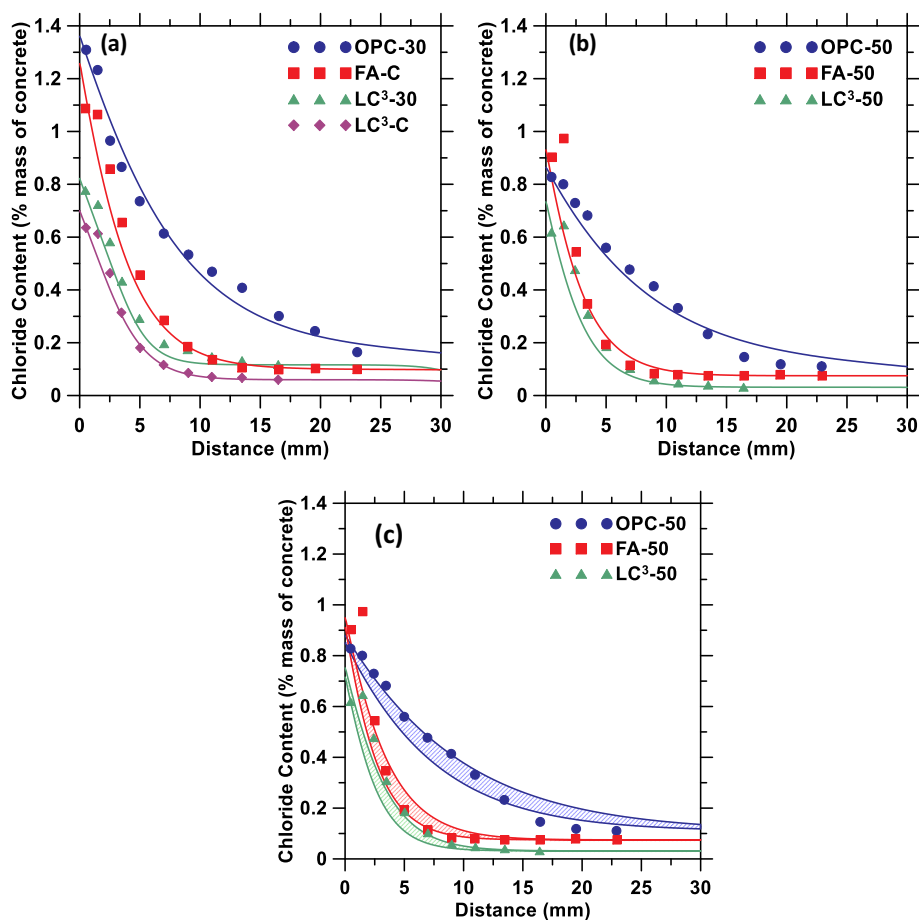 (a)
OPC-30
FA-C
LC³-30
LC³-C
Chloride Content (% mass of concrete)
1.4
1.2
1
0.8
0.6
0.4
0.2
0
0 5 10 15 20 25 30
Distance (mm)
(b)
OPC-50
FA-50
LC³-50
Chloride Content (% mass of concrete)
1.4
1.2
1
0.8
0.6
0.4
0.2
0
0 5 10 15 20 25 30
Distance (mm)
(c)
OPC-50
FA-50
LC³-50
Chloride Content (% mass of concrete)
1.4
1.2
1
0.8
0.6
0.4
0.2
0
0 5 10 15 20 25 30
Distance (mm)